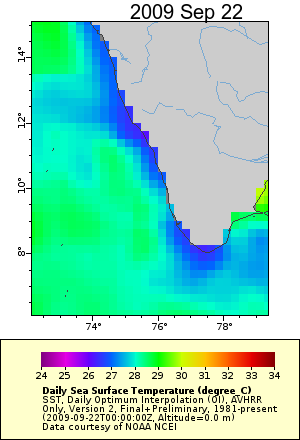 2009 Sep 22
14°
12°
10°
8°
74° 76° 78°
24 25 26 27 28 29 30 31 32 33 34
Daily Sea Surface Temperature (degree_C)
SST, Daily Optimum Interpolation (OI), AVHRR
Only, Version 2, Final+Preliminary, 1981-present
(2009-09-22T00:00:00Z, Altitude=0.0 m)
Data courtesy of NOAA NCEI